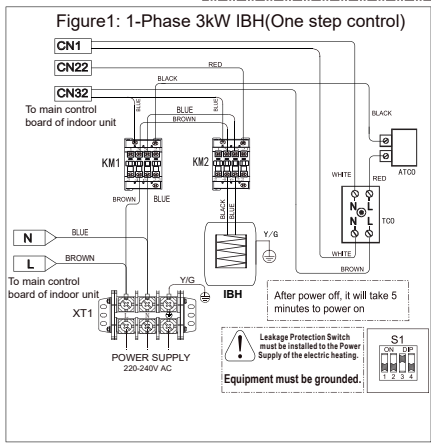 Figure1: 1-Phase 3kW IBH(One step control)
CN1
CN22
RED
BLACK
CN32
BLUE
BLUE
BLUE
BROWN
To main control
board of indoor unit
BLACK
KM1
KM2
ATCO
WHITE
RED
BROWN
BLUE
BLACK
BLUE
N
N
L
L
TCO
N
BLUE
Y/G
WHITE
L
BROWN
BROWN
Y/G
To main control
board of indoor unit
IBH
XT1
L
N
After power off, it will take 5
minutes to power on
POWER SUPPLY
220-240V AC
Leakage Protection Switch
must be installed to the Power
Supply of the electric heating.
Equipment must be grounded.
S1
ON DIP
1 2 3 4